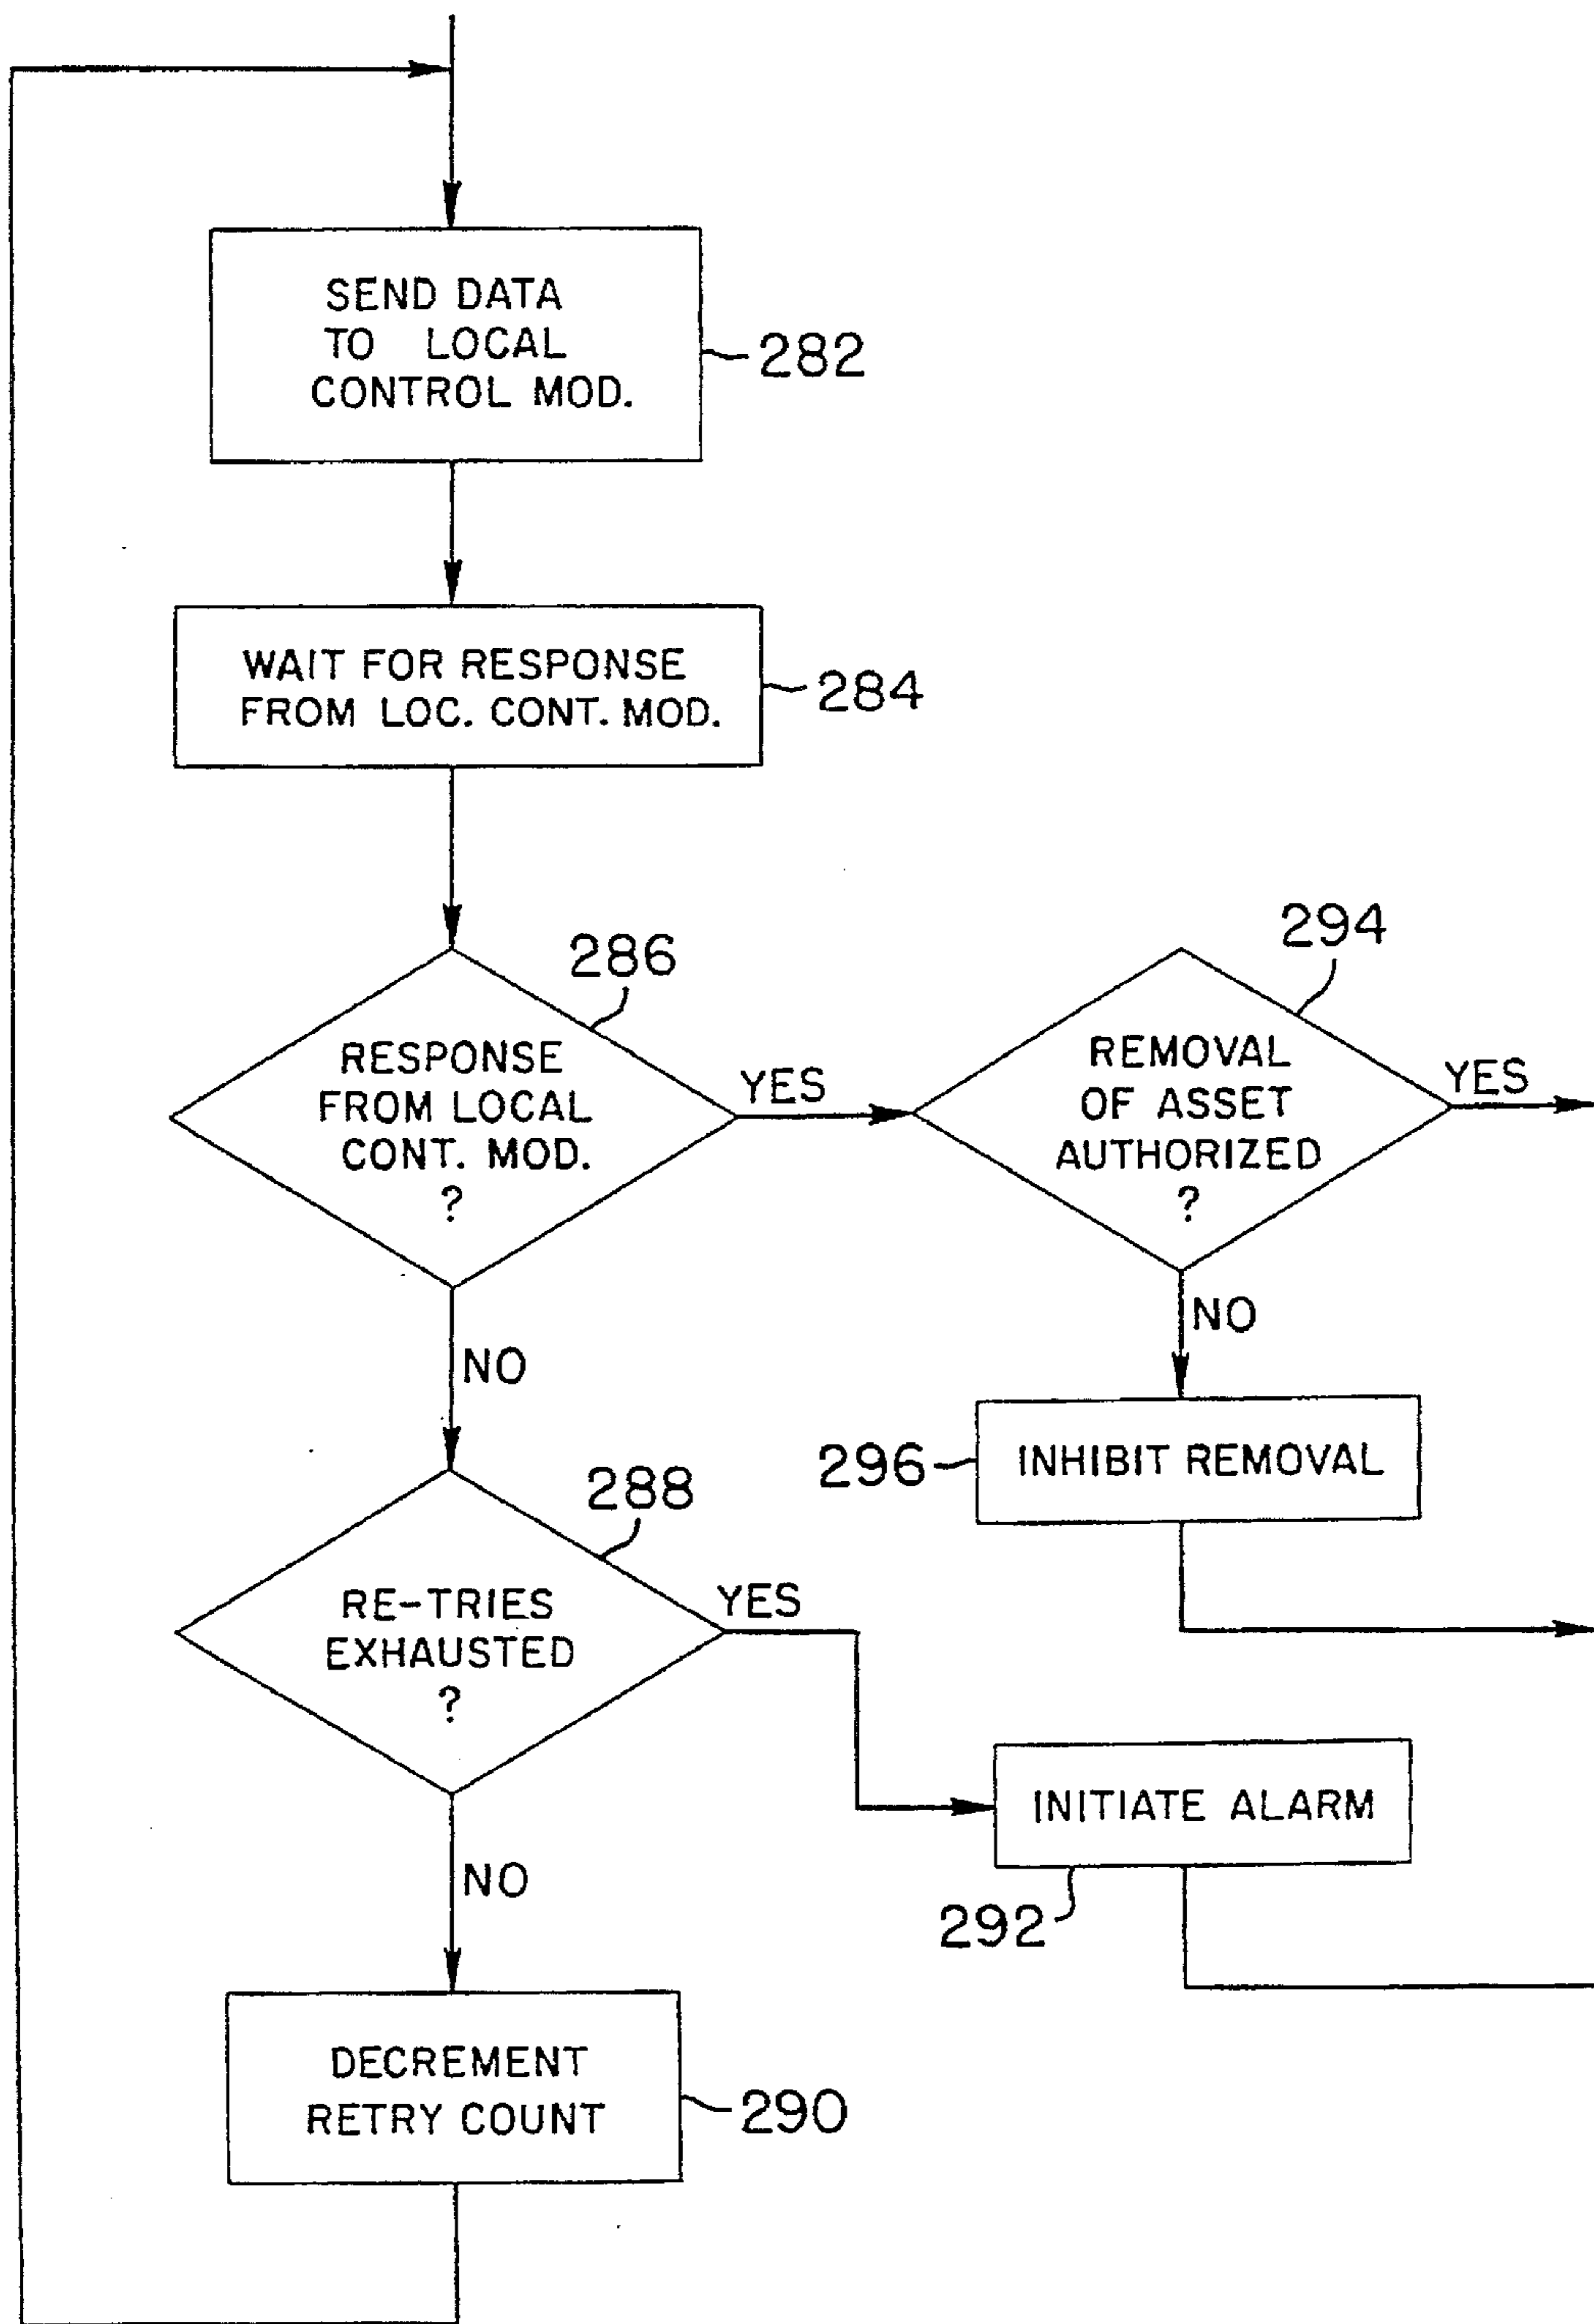 SEND DATA
TO LOCAL
CONTROL MOD.
282
WAIT FOR RESPONSE
FROM LOC. CONT. MOD.
284
286
RESPONSE
FROM LOCAL
CONT. MOD.
?
YES
NO
294
REMOVAL
OF ASSET
AUTHORIZED
?
YES
NO
296
INHIBIT REMOVAL
288
RE-TRIES
EXHAUSTED
?
YES
NO
INITIATE ALARM
292
DECREMENT
RETRY COUNT
290